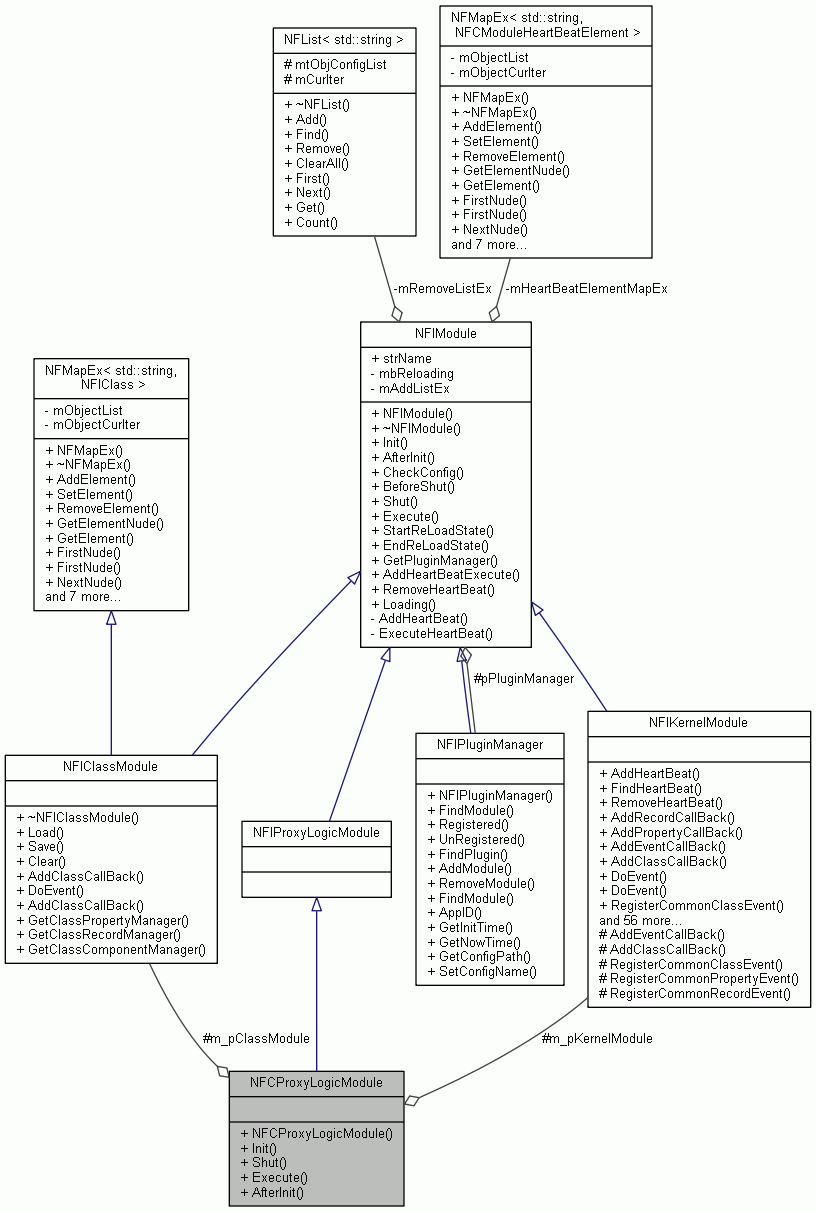 NFList< std::string >
# mtObjConfigList
# mCurIter
+ ~NFList()
+ Add()
+ Find()
+ Remove()
+ ClearAll()
+ First()
+ Next()
+ Get()
+ Count()
NFMapEx< std::string,
NFCModuleHeartBeatElement >
- mObjectList
- mObjectCurIter
+ NFMapEx()
+ ~NFMapEx()
+ AddElement()
+ SetElement()
+ RemoveElement()
+ GetElementNude()
+ GetElement()
+ FirstNude()
+ FirstNude()
+ NextNude()
and 7 more...
-mRemoveListEx
-mHeartBeatElementMapEx
NFIModule
+ strName
- mbReloading
- mAddListEx
+ NFIModule()
+ ~NFIModule()
+ Init()
+ AfterInit()
+ CheckConfig()
+ BeforeShut()
+ Shut()
+ Execute()
+ StartReLoadState()
+ EndReLoadState()
+ GetPluginManager()
+ AddHeartBeatExecute()
+ RemoveHeartBeat()
+ Loading()
- AddHeartBeat()
- ExecuteHeartBeat()
NFMapEx< std::string,
NFIClass >
- mObjectList
- mObjectCurIter
+ NFMapEx()
+ ~NFMapEx()
+ AddElement()
+ SetElement()
+ RemoveElement()
+ GetElementNude()
+ GetElement()
+ FirstNude()
+ FirstNude()
+ NextNude()
and 7 more...
#pPluginManager
NFIClassModule
+ ~NFIClassModule()
+ Load()
+ Save()
+ Clear()
+ AddClassCallBack()
+ DoEvent()
+ AddClassCallBack()
+ GetClassPropertyManager()
+ GetClassRecordManager()
+ GetClassComponentManager()
NFIProxyLogicModule
NFIPluginManager
+ NFIPluginManager()
+ FindModule()
+ Registered()
+ UnRegistered()
+ FindPlugin()
+ AddModule()
+ RemoveModule()
+ FindModule()
+ AppID()
+ GetInitTime()
+ GetNowTime()
+ GetConfigPath()
+ SetConfigName()
NFIKernelModule
+ AddHeartBeat()
+ FindHeartBeat()
+ RemoveHeartBeat()
+ AddRecordCallBack()
+ AddPropertyCallBack()
+ AddEventCallBack()
+ AddClassCallBack()
+ DoEvent()
+ DoEvent()
+ RegisterCommonClassEvent()
and 56 more...
# AddEventCallBack()
# AddClassCallBack()
# RegisterCommonClassEvent()
# RegisterCommonPropertyEvent()
# RegisterCommonRecordEvent()
#m_pClassModule
#m_pKernelModule
NFCProxyLogicModule
+ NFCProxyLogicModule()
+ Init()
+ Shut()
+ Execute()
+ AfterInit()